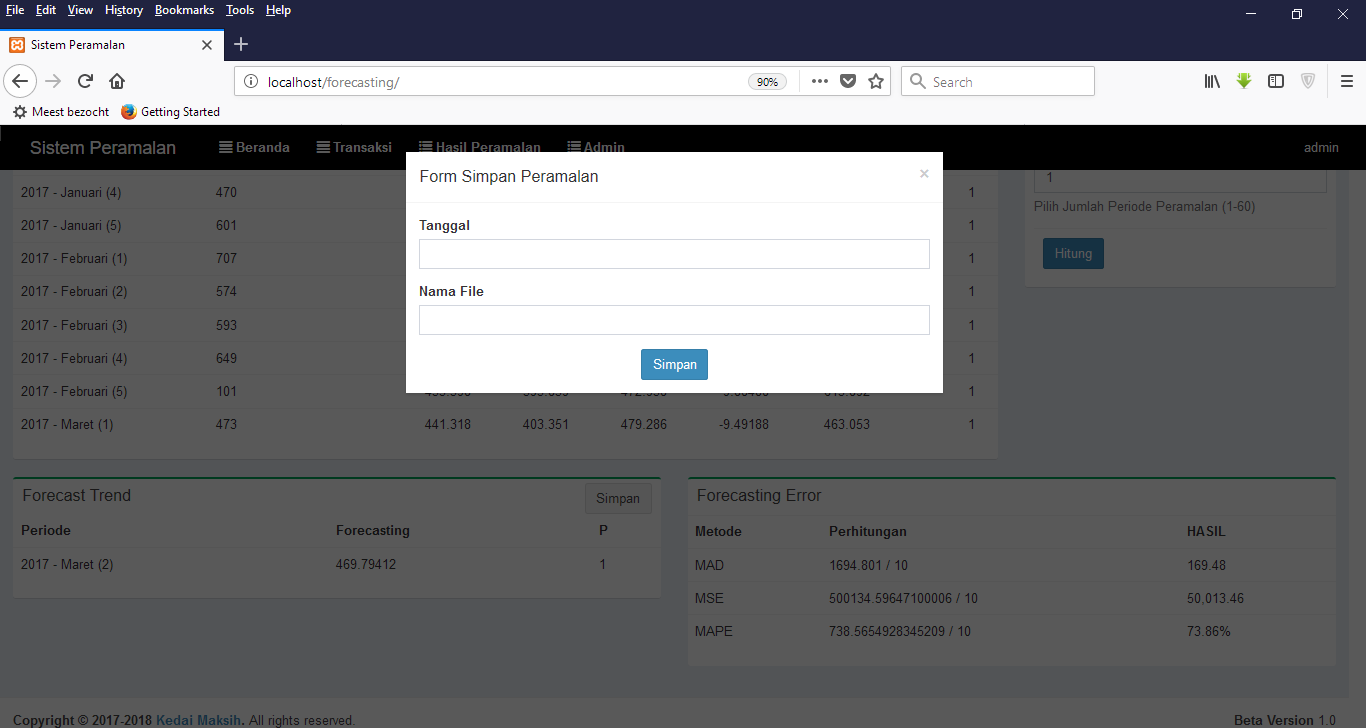 File Edit View History Bookmarks Tools Help
Sistem Peramalan
localhost/forecasting/ 90% Search
Meest bezocht Getting Started
Sistem Peramalan Beranda Transaksi Hasil Peramalan Admin admin
Form Simpan Peramalan ×
Tanggal
Nama File
Simpan
2017 - Januari (4) 470 1
2017 - Januari (5) 601 1
2017 - Februari (1) 707 1
2017 - Februari (2) 574 1
2017 - Februari (3) 593 1
2017 - Februari (4) 649 1
2017 - Februari (5) 101 1
2017 - Maret (1) 473 441.318 403.351 479.286 -9.49188 463.053 1
1
Pilih Jumlah Periode Peramalan (1-60)
Hitung
Forecast Trend Simpan
Periode Forecasting P
2017 - Maret (2) 469.79412 1
Forecasting Error
Metode Perhitungan HASIL
MAD 1694.801 / 10 169.48
MSE 500134.59647100006 / 10 50,013.46
MAPE 738.5654928345209 / 10 73.86%
Copyright © 2017-2018 Kedai Maksih. All rights reserved. Beta Version 1.0